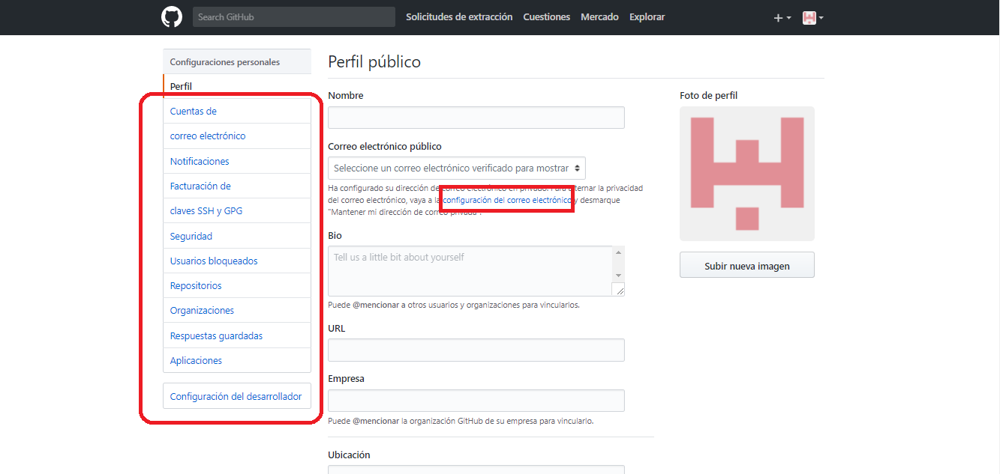 Search GitHub
Solicitudes de extracción Cuestiones Mercado Explorar
Configuraciones personales
Perfil
Cuentas de
correo electrónico
Notificaciones
Facturación de
claves SSH y GPG
Seguridad
Usuarios bloqueados
Repositorios
Organizaciones
Respuestas guardadas
Aplicaciones
Configuración del desarrollador
Perfil público
Nombre
Correo electrónico público
Seleccione un correo electrónico verificado para mostrar
Ha configurado su dirección de correo electrónico en privado. Para alternar la privacidad
del correo electrónico, vaya a la configuración del correo electrónico y desmarque
"Mantener mi dirección de correo privada".
Bio
Tell us a little bit about yourself
Puede @mencionar a otros usuarios y organizaciones para vincularlos.
URL
Empresa
Puede @mencionar la organización GitHub de su empresa para vincularlo.
Ubicación
Foto de perfil
Subir nueva imagen